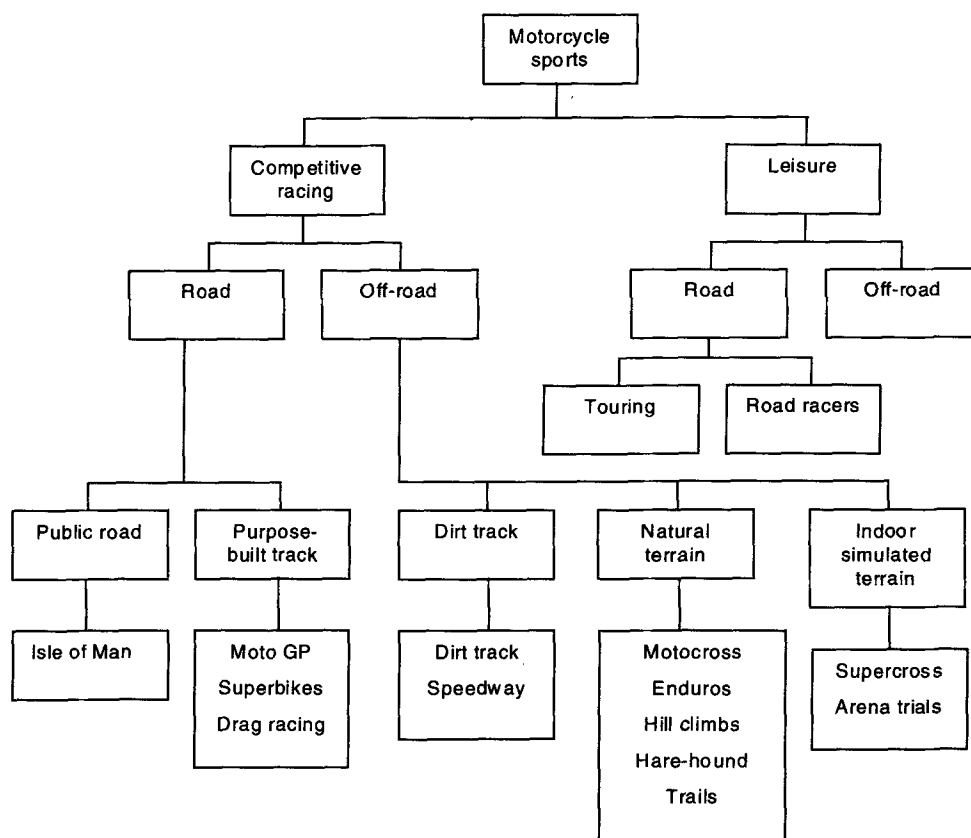 Motorcycle
sports
Competitive
racing
Leisure
Road
Off-road
Road
Off-road
Touring
Road racers
Public road
Purpose-
built track
Dirt track
Natural
terrain
Indoor
simulated
terrain
Isle of Man
Moto GP
Superbikes
Drag racing
Dirt track
Speedway
Motocross
Enduros
Hill climbs
Hare-hound
Trails
Supercross
Arena trials